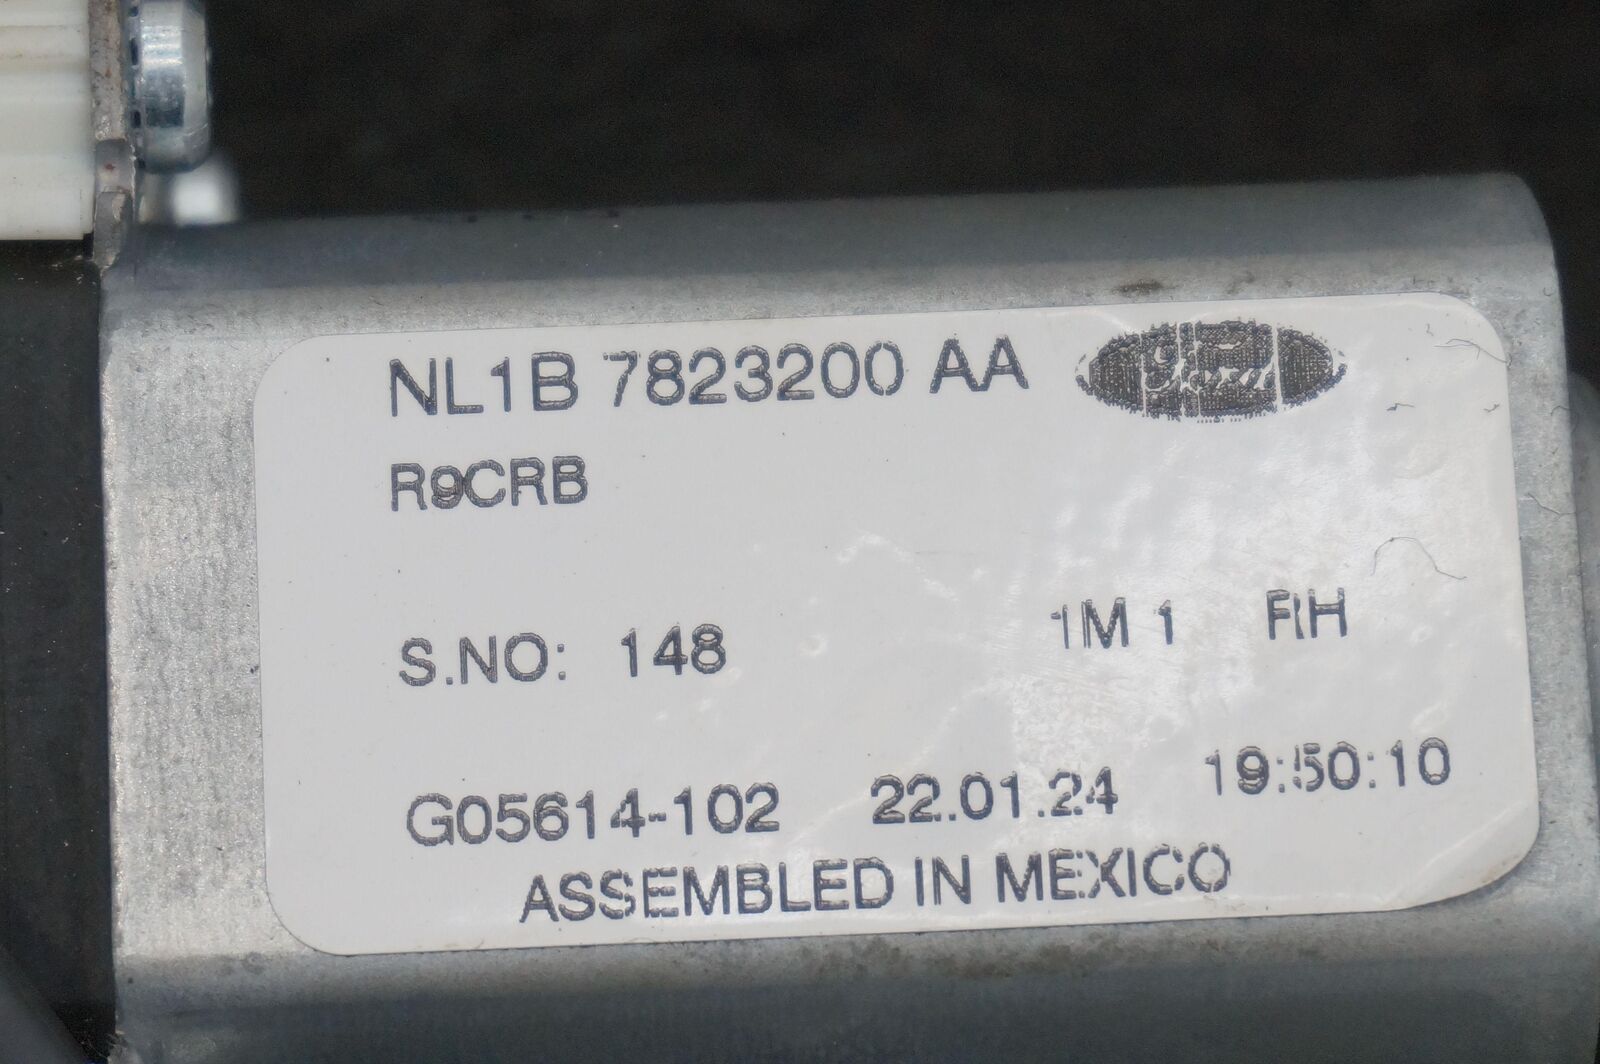 NL1B 7823200 AA
R9CRB
S.NO: 148 1M 1 RH
G05614-102 22.01.24 19:50:10
ASSEMBLED IN MEXICO